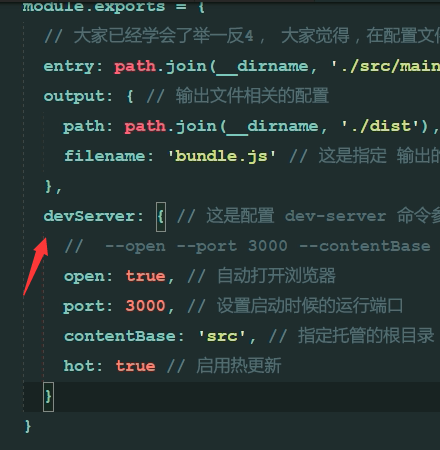 module.exports = {
// 大家已经学会了举一反4， 大家觉得，在配置文
entry: path.join(__dirname, './src/main
output: { // 输出文件相关的配置
path: path.join(__dirname, './dist'),
filename: 'bundle.js' // 这是指定 输出的
},
devServer: { // 这是配置 dev-server 命令参
//  --open --port 3000 --contentBase
open: true, // 自动打开浏览器
port: 3000, // 设置启动时候的运行端口
contentBase: 'src', // 指定托管的根目录
hot: true // 启用热更新
}
}